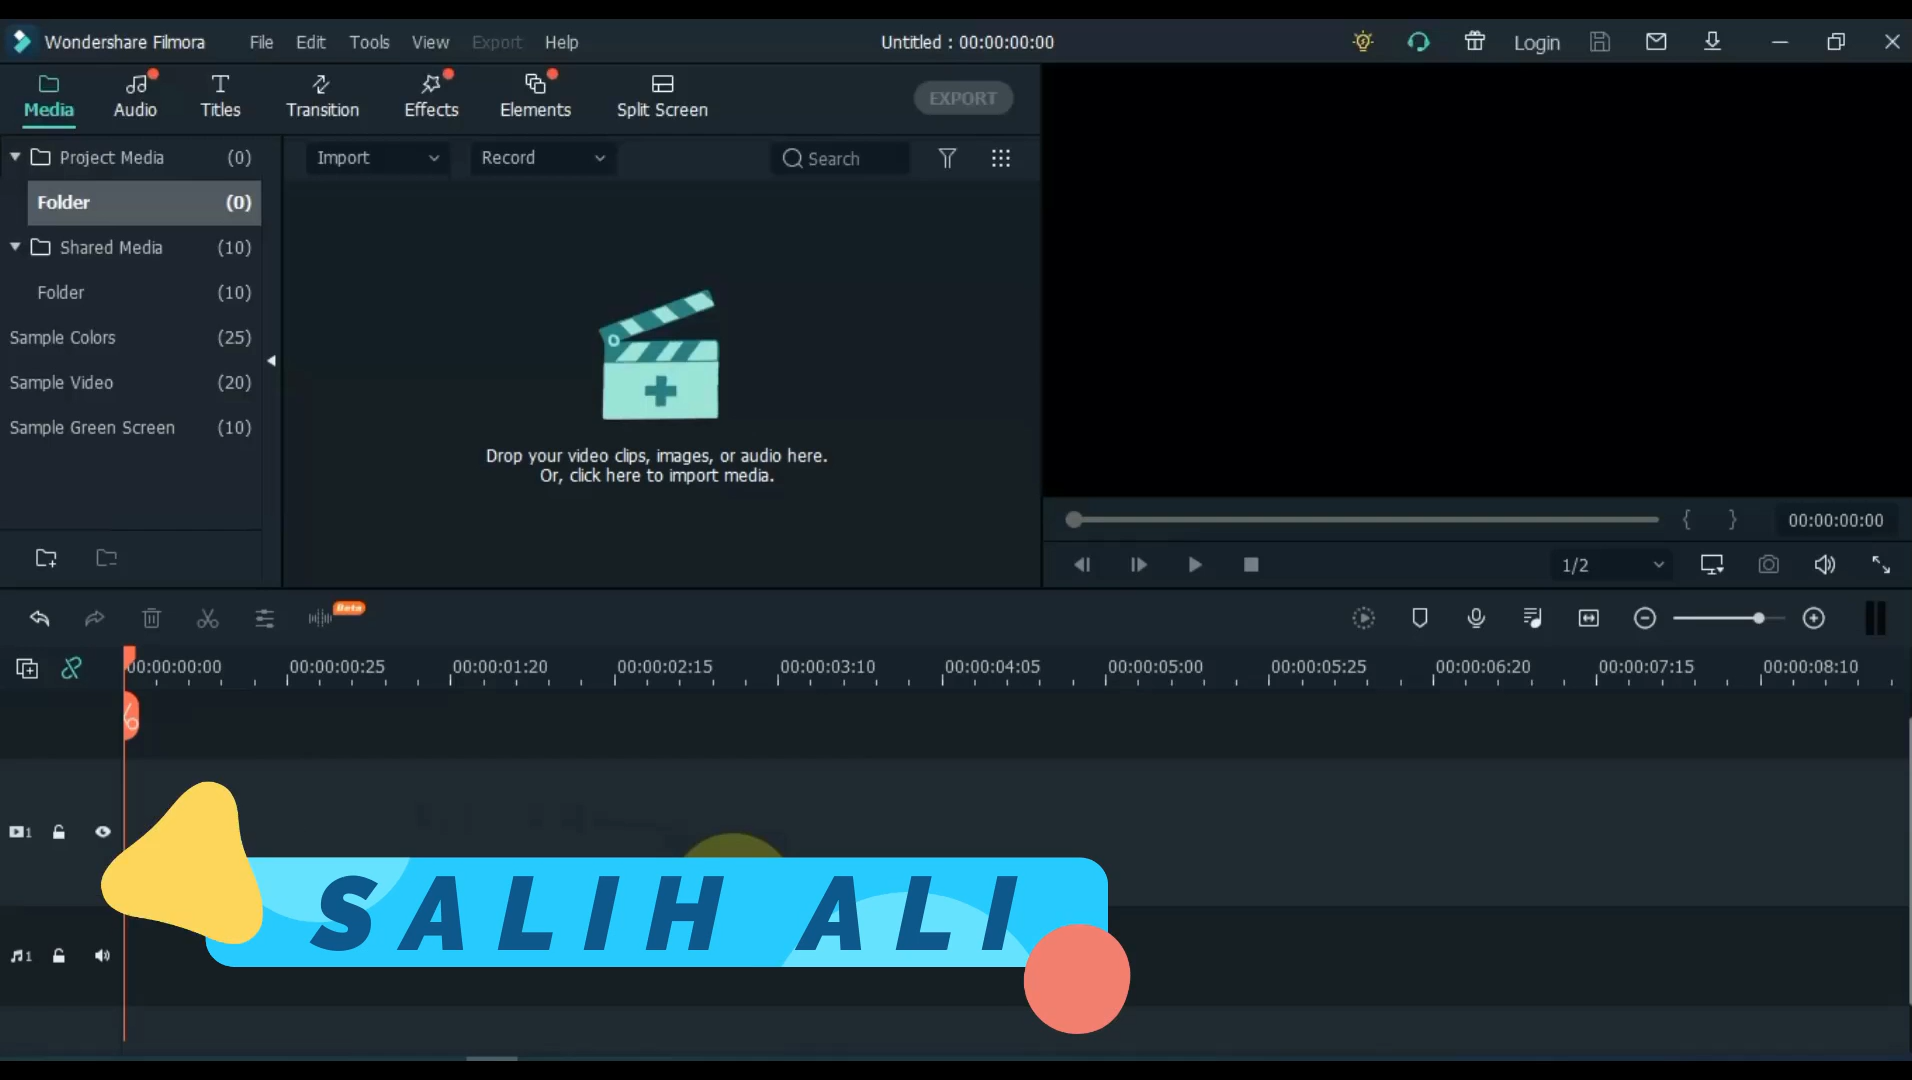 Wondershare Filmora File Edit Tools View Export Help Untitled : 00:00:00:00 Login
Media Audio Titles Transition Effects Elements Split Screen EXPORT
Project Media (0) Import Record Search
Folder (0)
Shared Media (10)
Folder (10)
Sample Colors (25)
Sample Video (20)
Sample Green Screen (10)
Drop your video clips, images, or audio here.
Or, click here to import media.
{ } 00:00:00:00
1/2
Beta
00:00:00:00 00:00:00:25 00:00:01:20 00:00:02:15 00:00:03:10 00:00:04:05 00:00:05:00 00:00:05:25 00:00:06:20 00:00:07:15 00:00:08:10
1
SALIH ALI
1